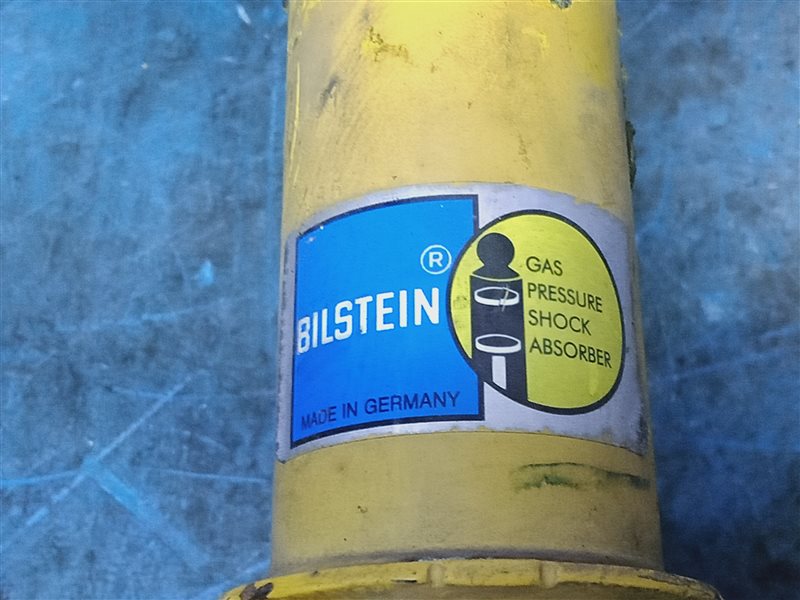 ®
BILSTEIN
MADE IN GERMANY
GAS
PRESSURE
SHOCK
ABSORBER